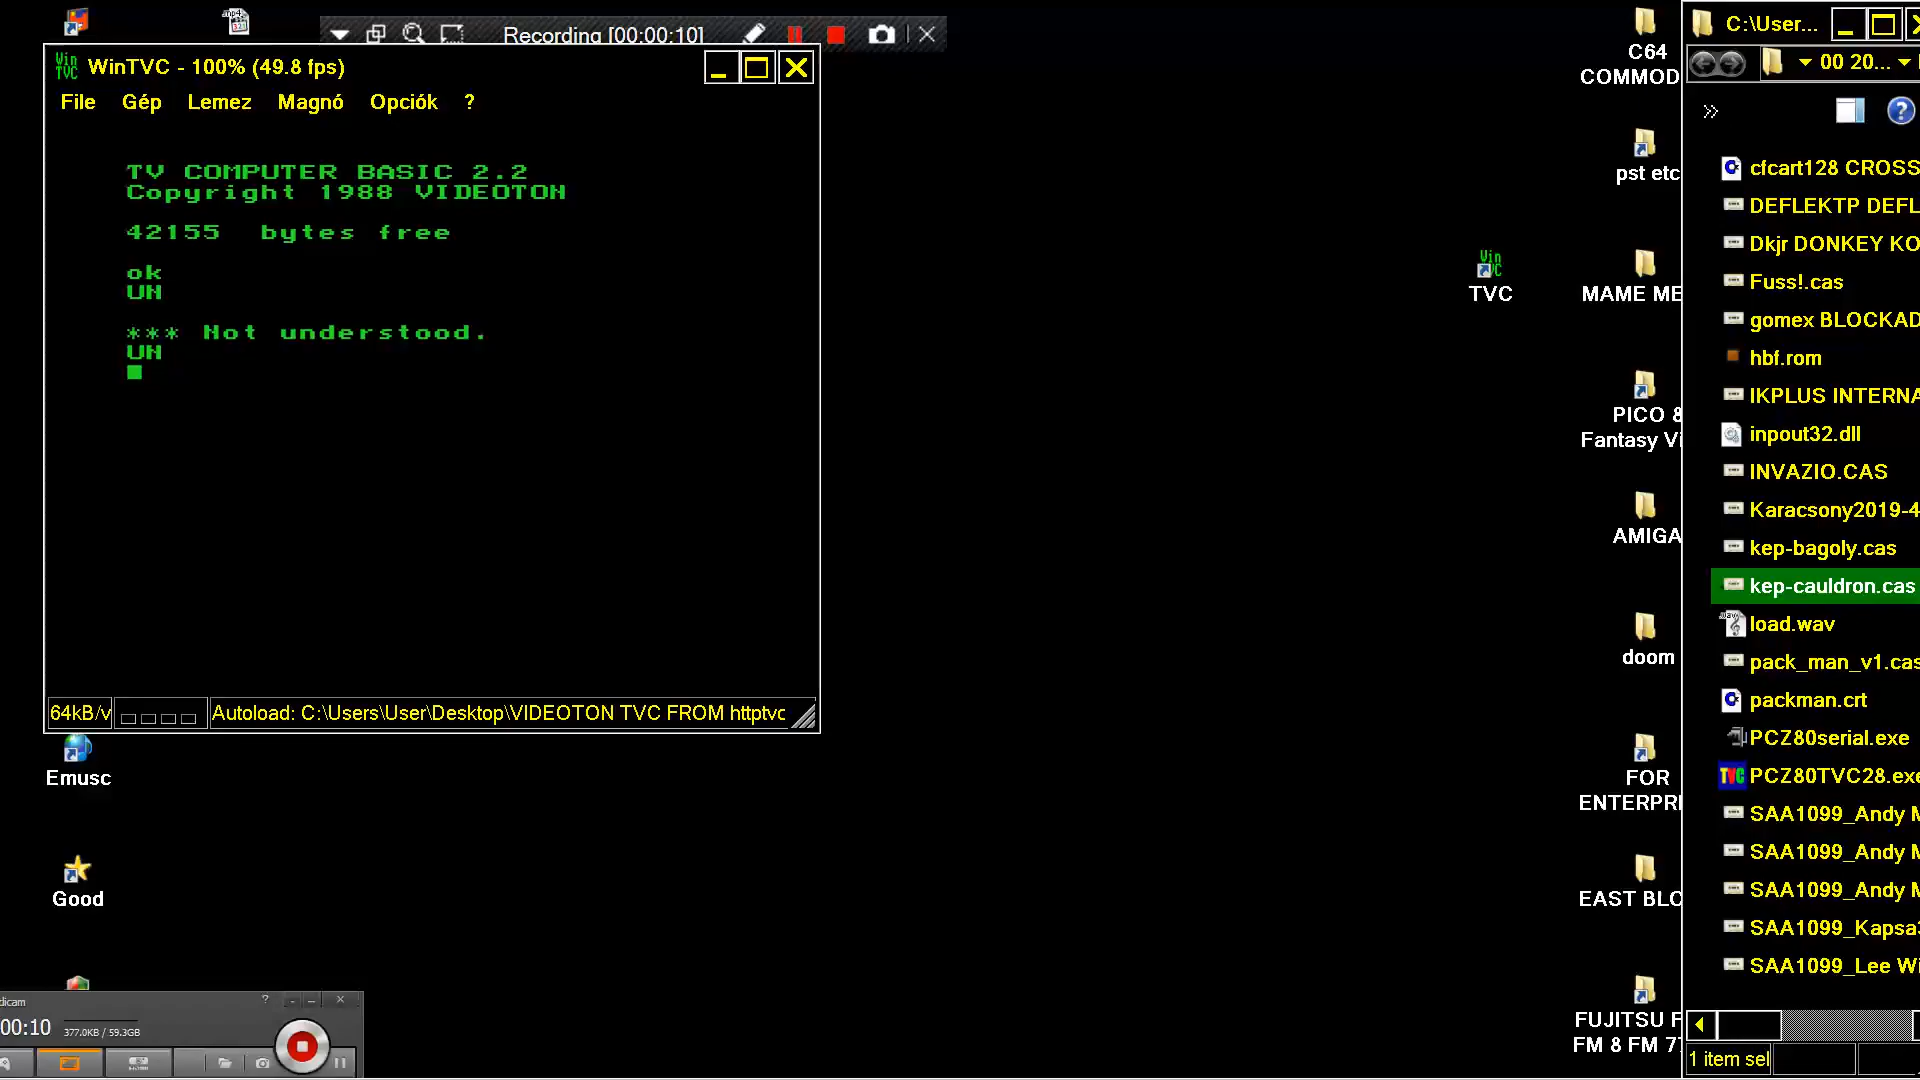 Recording [00:00:10]
WinTVC - 100% (49.8 fps)
File Gép Lemez Magnó Opciók ?
TV COMPUTER BASIC 2.2
Copyright 1988 VIDEOTON
42155 bytes free
ok
UN
*** Not understood.
UN
64kB/v
Autoload: C:\Users\User\Desktop\VIDEOTON TVC FROM httptvc
Emusc
Good
dicam
00:10
377.0KB / 59.3GB
TVC
C64
COMMOD
pst etc
MAME ME
PICO 8
Fantasy Vi
AMIGA
doom
FOR
ENTERPRI
EAST BLO
FUJITSU F
FM 8 FM 77
C:\User...
00 20...
cfcart128 CROSS
DEFLEKTP DEFL
Dkjr DONKEY KO
Fuss!.cas
gomex BLOCKAD
hbf.rom
IKPLUS INTERNA
inpout32.dll
INVAZIO.CAS
Karacsony2019-4
kep-bagoly.cas
kep-cauldron.cas
load.wav
pack_man_v1.cas
packman.crt
PCZ80serial.exe
PCZ80TVC28.exe
SAA1099_Andy M
SAA1099_Andy M
SAA1099_Andy M
SAA1099_Kapsa3
SAA1099_Lee Wi
1 item sel